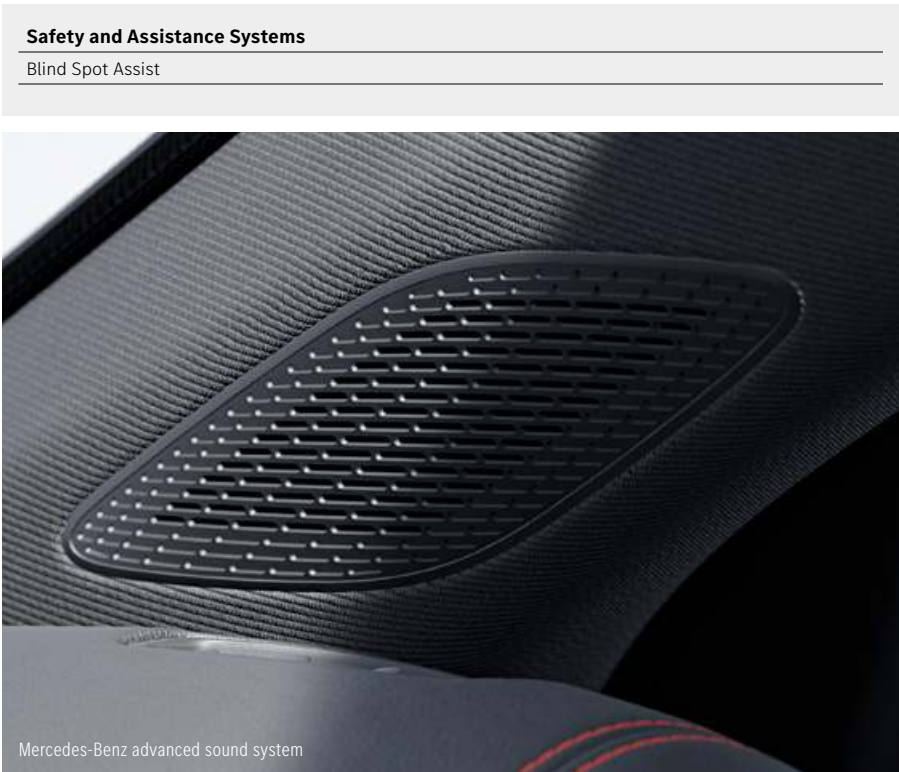 Safety and Assistance Systems
Blind Spot Assist
Mercedes-Benz advanced sound system